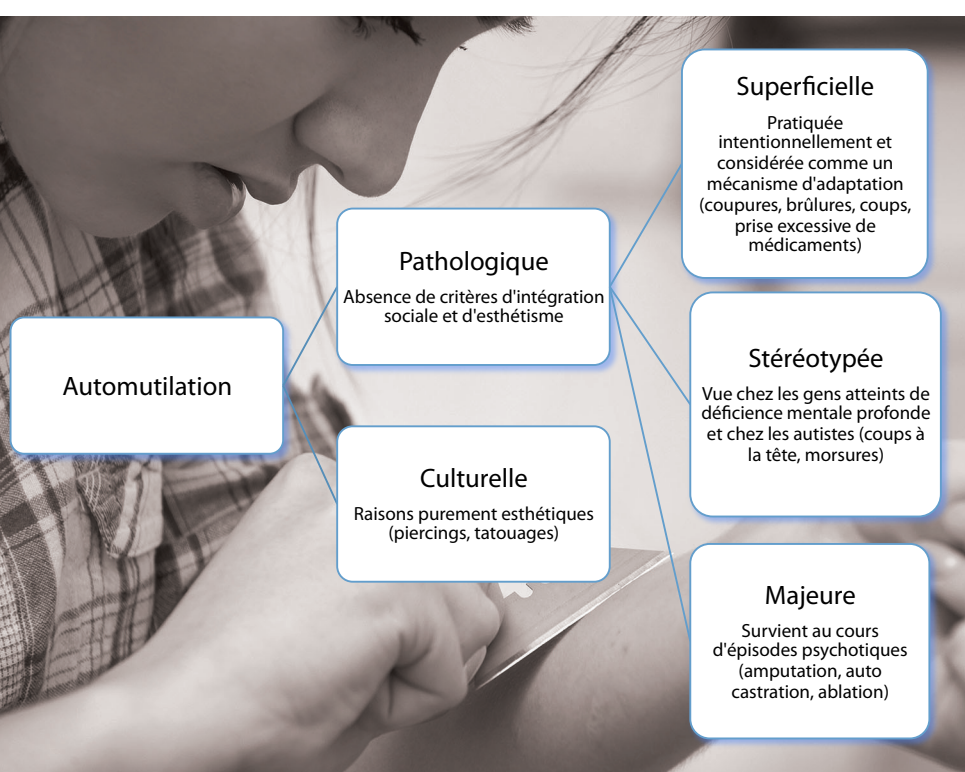 Automutilation
Pathologique
Absence de critères d'intégration
sociale et d'esthétisme
Culturelle
Raisons purement esthétiques
(piercings, tatouages)
Superficielle
Pratiquée
intentionnellement et
considérée comme un
mécanisme d'adaptation
(coupures, brûlures, coups,
prise excessive de
médicaments)
Stéréotypée
Vue chez les gens atteints de
déficience mentale profonde
et chez les autistes (coups à
la tête, morsures)
Majeure
Survient au cours
d'épisodes psychotiques
(amputation, auto
castration, ablation)